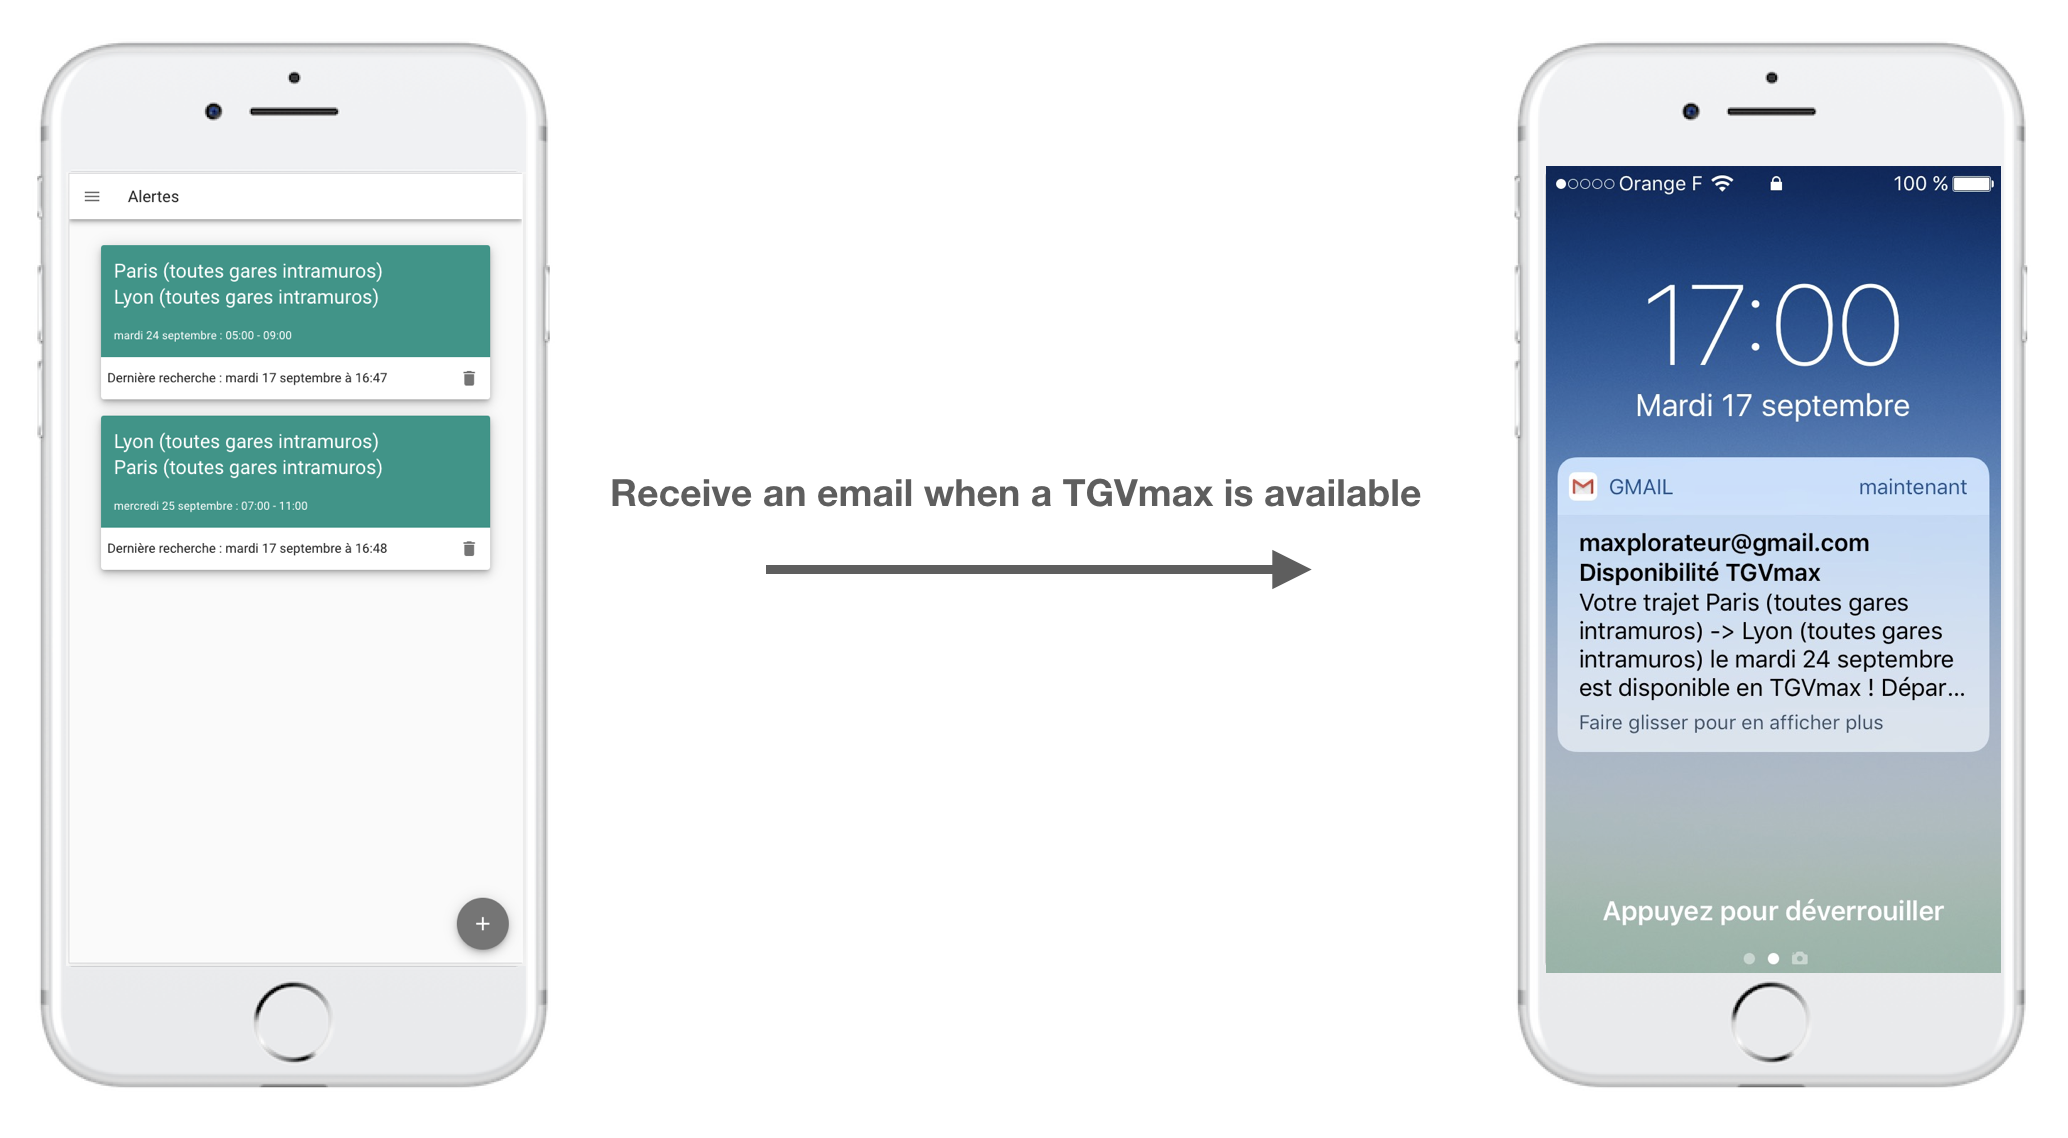 Alertes
Paris (toutes gares intramuros)
Lyon (toutes gares intramuros)
mardi 24 septembre : 05:00 - 09:00
Dernière recherche : mardi 17 septembre à 16:47
Lyon (toutes gares intramuros)
Paris (toutes gares intramuros)
mercredi 25 septembre : 07:00 - 11:00
Dernière recherche : mardi 17 septembre à 16:48
+
Receive an email when a TGVmax is available
Orange F 100 %
17:00
Mardi 17 septembre
GMAIL maintenant
maxplorateur@gmail.com
Disponibilité TGVmax
Votre trajet Paris (toutes gares
intramuros) -> Lyon (toutes gares
intramuros) le mardi 24 septembre
est disponible en TGVmax ! Dépar...
Faire glisser pour en afficher plus
Appuyez pour déverrouiller